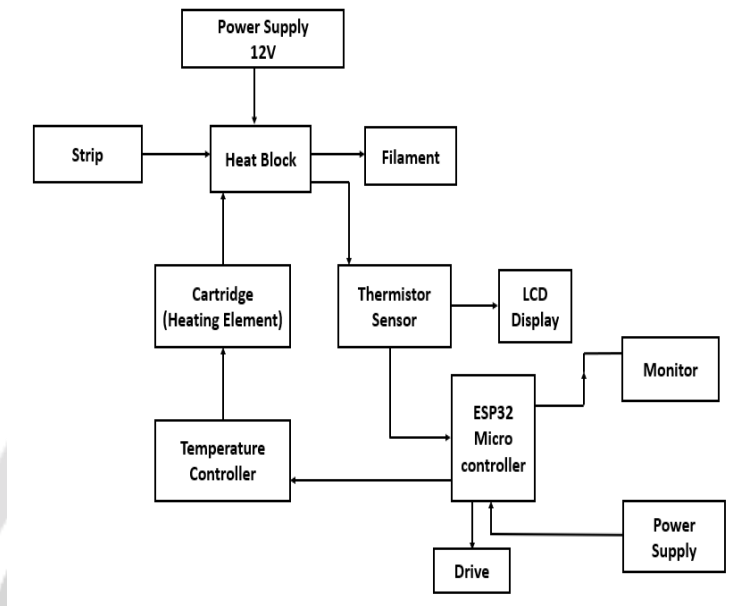 Power Supply
12V
Strip
Heat Block
Filament
Cartridge
(Heating Element)
Thermistor
Sensor
LCD
Display
Monitor
ESP32
Micro
controller
Temperature
Controller
Power
Supply
Drive